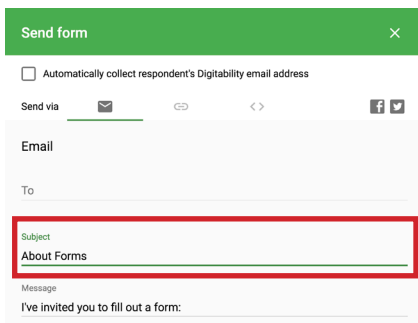 Send form
Automatically collect respondent's Digitability email address
Send via
Email
To
Subject
About Forms
Message
I've invited you to fill out a form: